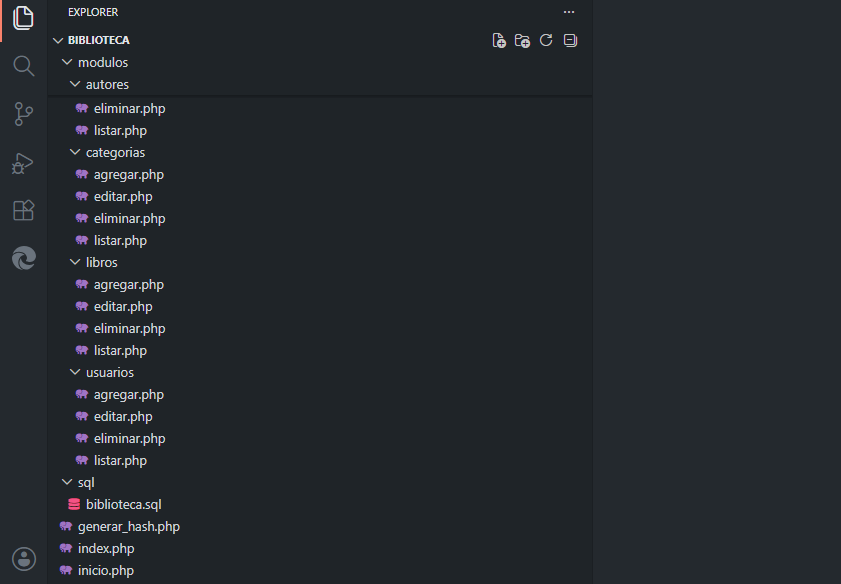 EXPLORER
BIBLIOTECA
modulos
autores
eliminar.php
listar.php
categorias
agregar.php
editar.php
eliminar.php
listar.php
libros
agregar.php
editar.php
eliminar.php
listar.php
usuarios
agregar.php
editar.php
eliminar.php
listar.php
sql
biblioteca.sql
generar_hash.php
index.php
inicio.php